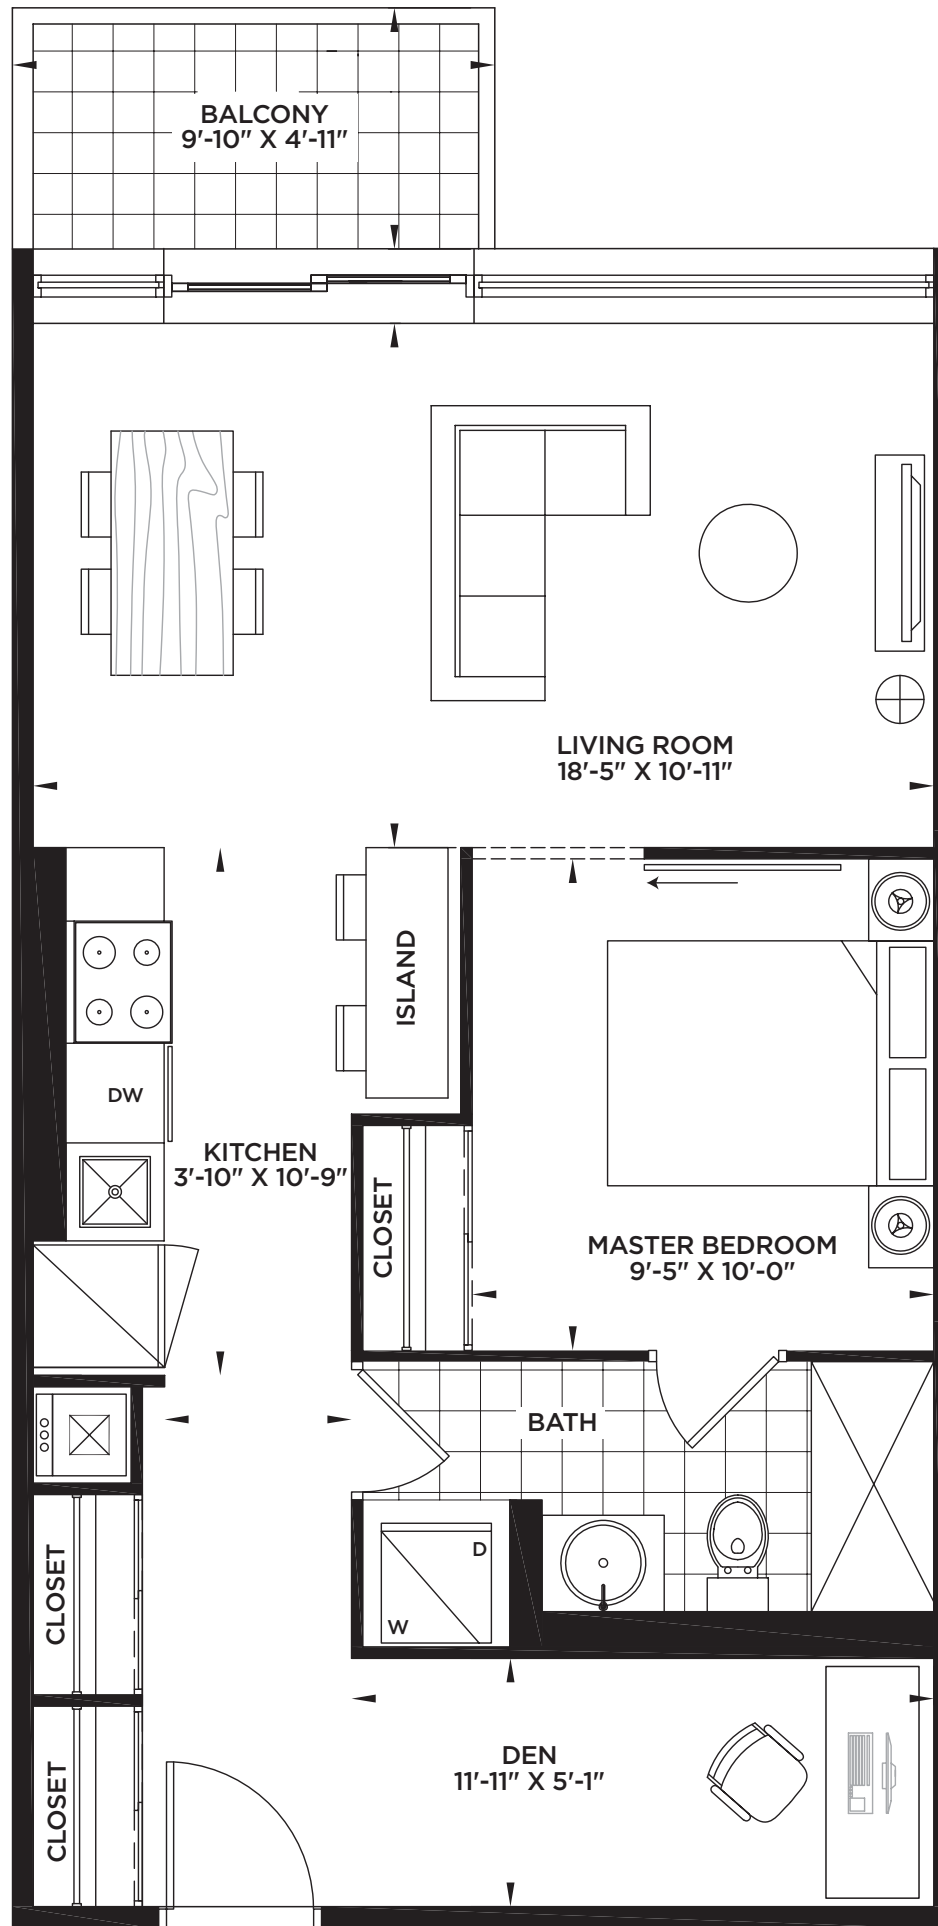 BALCONY
9'-10" X 4'-11"
LIVING ROOM
18'-5" X 10'-11"
ISLAND
DW
KITCHEN
3'-10" X 10'-9"
CLOSET
MASTER BEDROOM
9'-5" X 10'-0"
BATH
D
W
CLOSET
CLOSET
DEN
11'-11" X 5'-1"